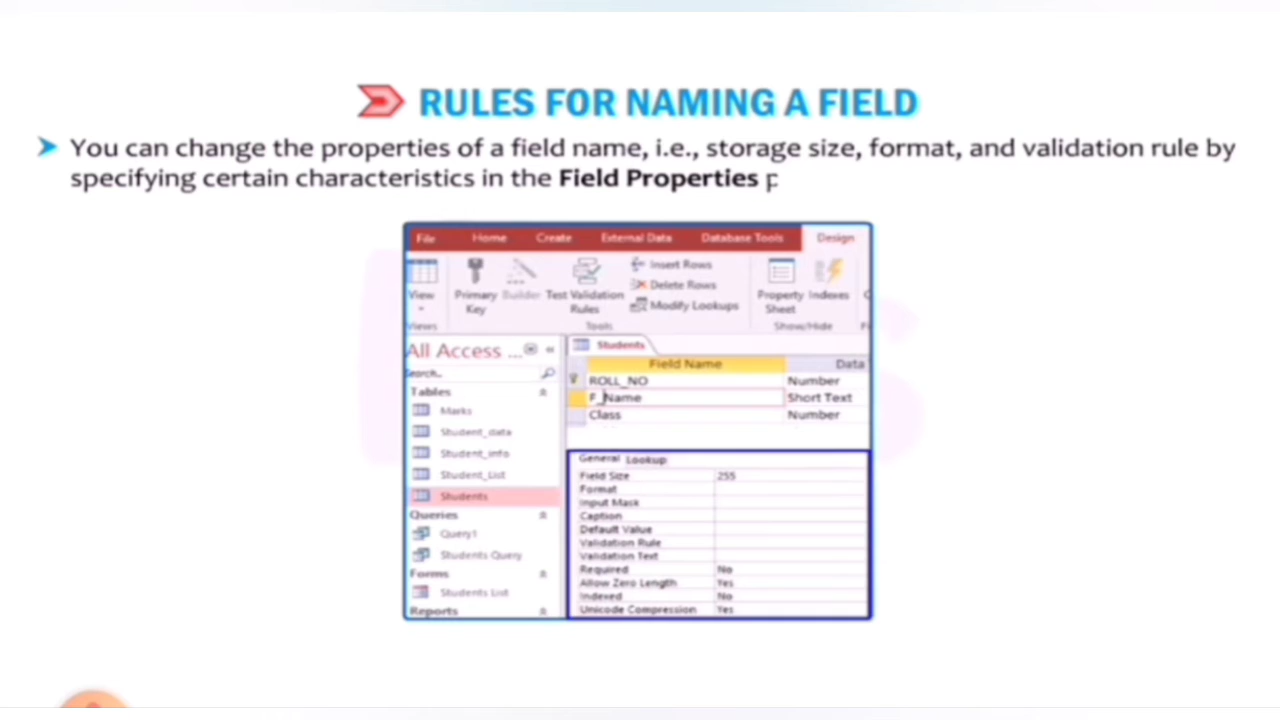 RULES FOR NAMING A FIELD
You can change the properties of a field name, i.e., storage size, format, and validation rule by
specifying certain characteristics in the Field Properties p
File Home Create External Data Database Tools Design
View
Primary Key
Builder
Test Validation Rules
Insert Rows
Delete Rows
Modify Lookups
Property Sheet
Indexes
Views Tools Show/Hide
All Access ...
Search..
Tables
Marks
Student_data
Student_info
Student_List
Students
Queries
Query1
Students Query
Forms
Students List
Reports
Students
Field Name Data
ROLL_NO Number
F_Name Short Text
Class Number
General Lookup
Field Size 255
Format
Input Mask
Caption
Default Value
Validation Rule
Validation Text
Required No
Allow Zero Length Yes
Indexed No
Unicode Compression Yes